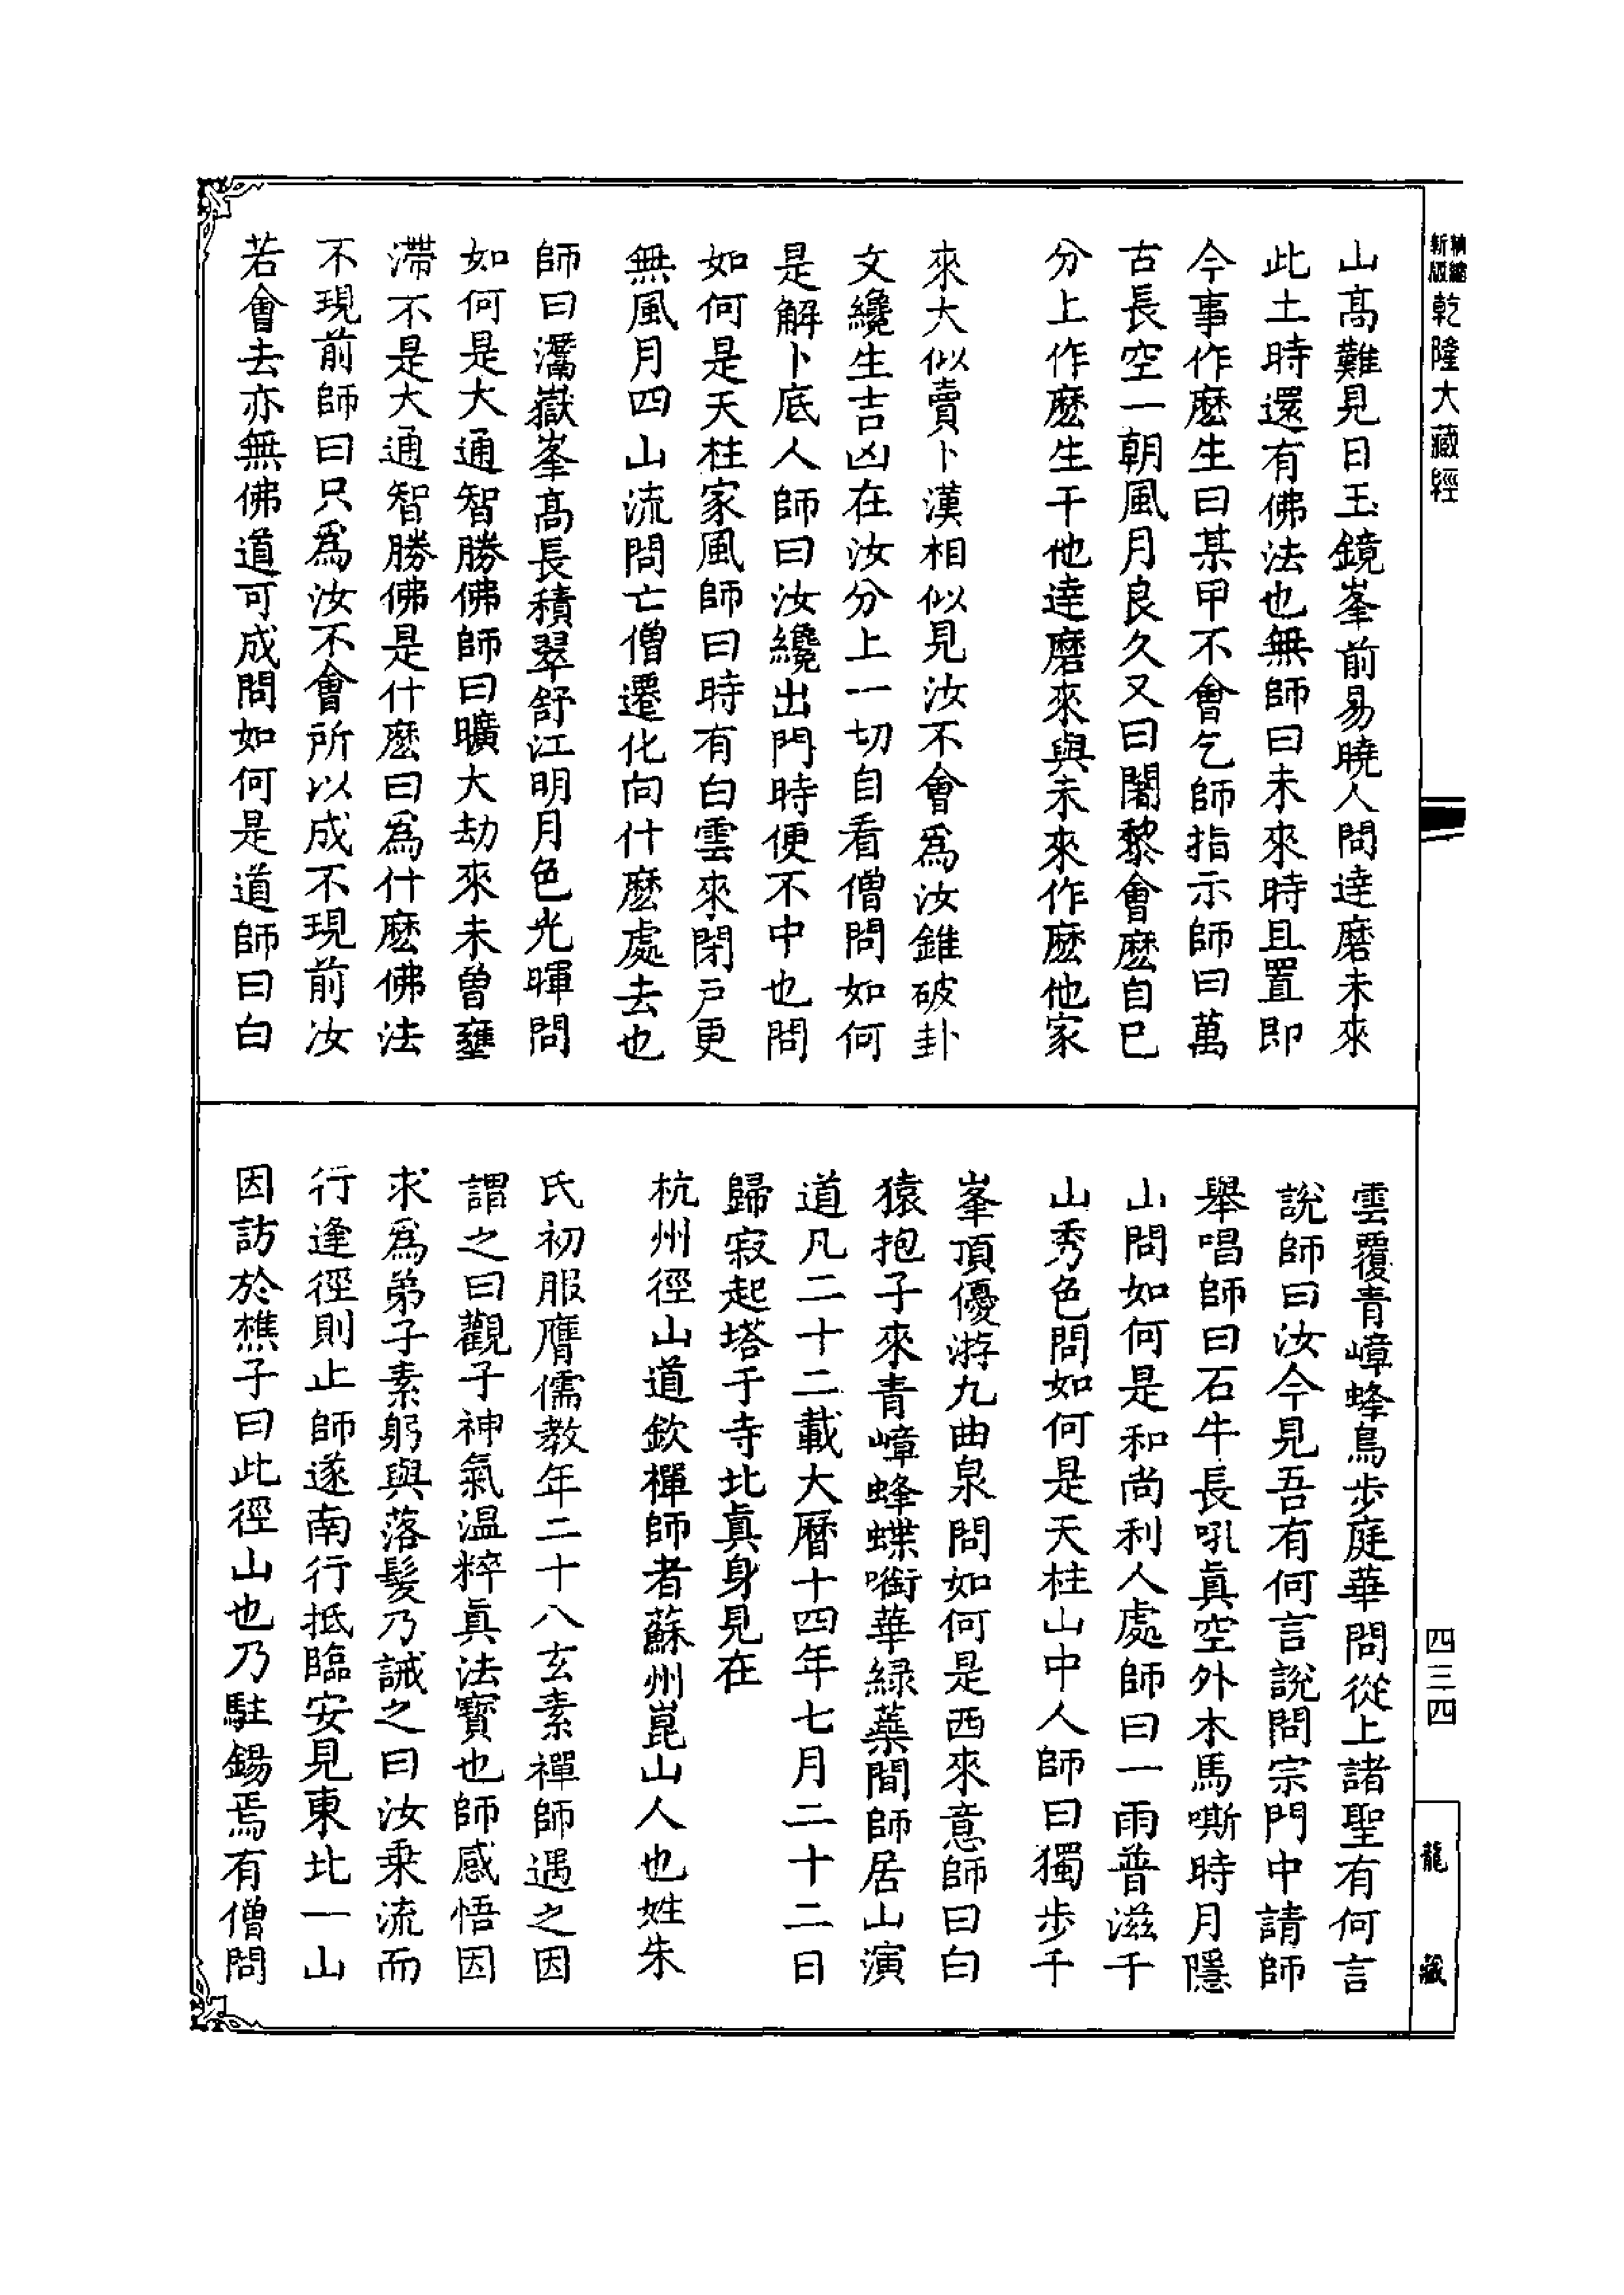 精縮新版乾隆大藏經
山高難見日玉鏡峯前易曉人問達磨未來
此土時還有佛法也無師曰未來時且置即
今事作麽生曰某甲不會乞師指示師曰萬
古長空一朝風月良久又曰闍黎會麽自已
分上作麽生干他達磨來與未來作麽他家
來大似賣卜漢相似見汝不會爲汝錐破卦
文纔生吉凶在汝分上一切自看僧問如何
是解卜底人師曰汝纔出門時便不中也問
如何是天柱家風師曰時有白雲來閉户更
無風月四山流問亡僧遷化向什麽處去也
師曰灊嶽峯高長積翠舒江明月色光暉問
如何是大通智勝佛師曰曠大劫來未曾壅
滯不是大通智勝佛是什麽曰爲什麽佛法
不現前師曰只爲汝不會所以成不現前汝
若會去亦無佛道可成問如何是道師曰白
雲覆青嶂蜂鳥步庭華問從上諸聖有何言
說師曰汝今見吾有何言說問宗門中請師
舉唱師曰石牛長吼眞空外木馬嘶時月隱
山問如何是和尚利人處師曰一雨普滋千
山秀色問如何是天柱山中人師曰獨步千
峯頂優游九曲泉問如何是西來意師曰白
猿抱子來青嶂蜂蝶啣華緑蘂間師居山演
道凡二十二載大曆十四年七月二十二日
歸寂起塔于寺北眞身見在
杭州徑山道欽禪師者蘇州崑山人也姓朱
氏初服膺儒教年二十八玄素禪師遇之因
謂之曰觀子神氣温粹眞法寶也師感悟因
求爲弟子素躬與落髮乃誡之曰汝乗流而
行逢徑則止師遂南行抵臨安見東北一山
因訪於樵子曰此徑山也乃駐錫焉有僧問
四三四
龍藏